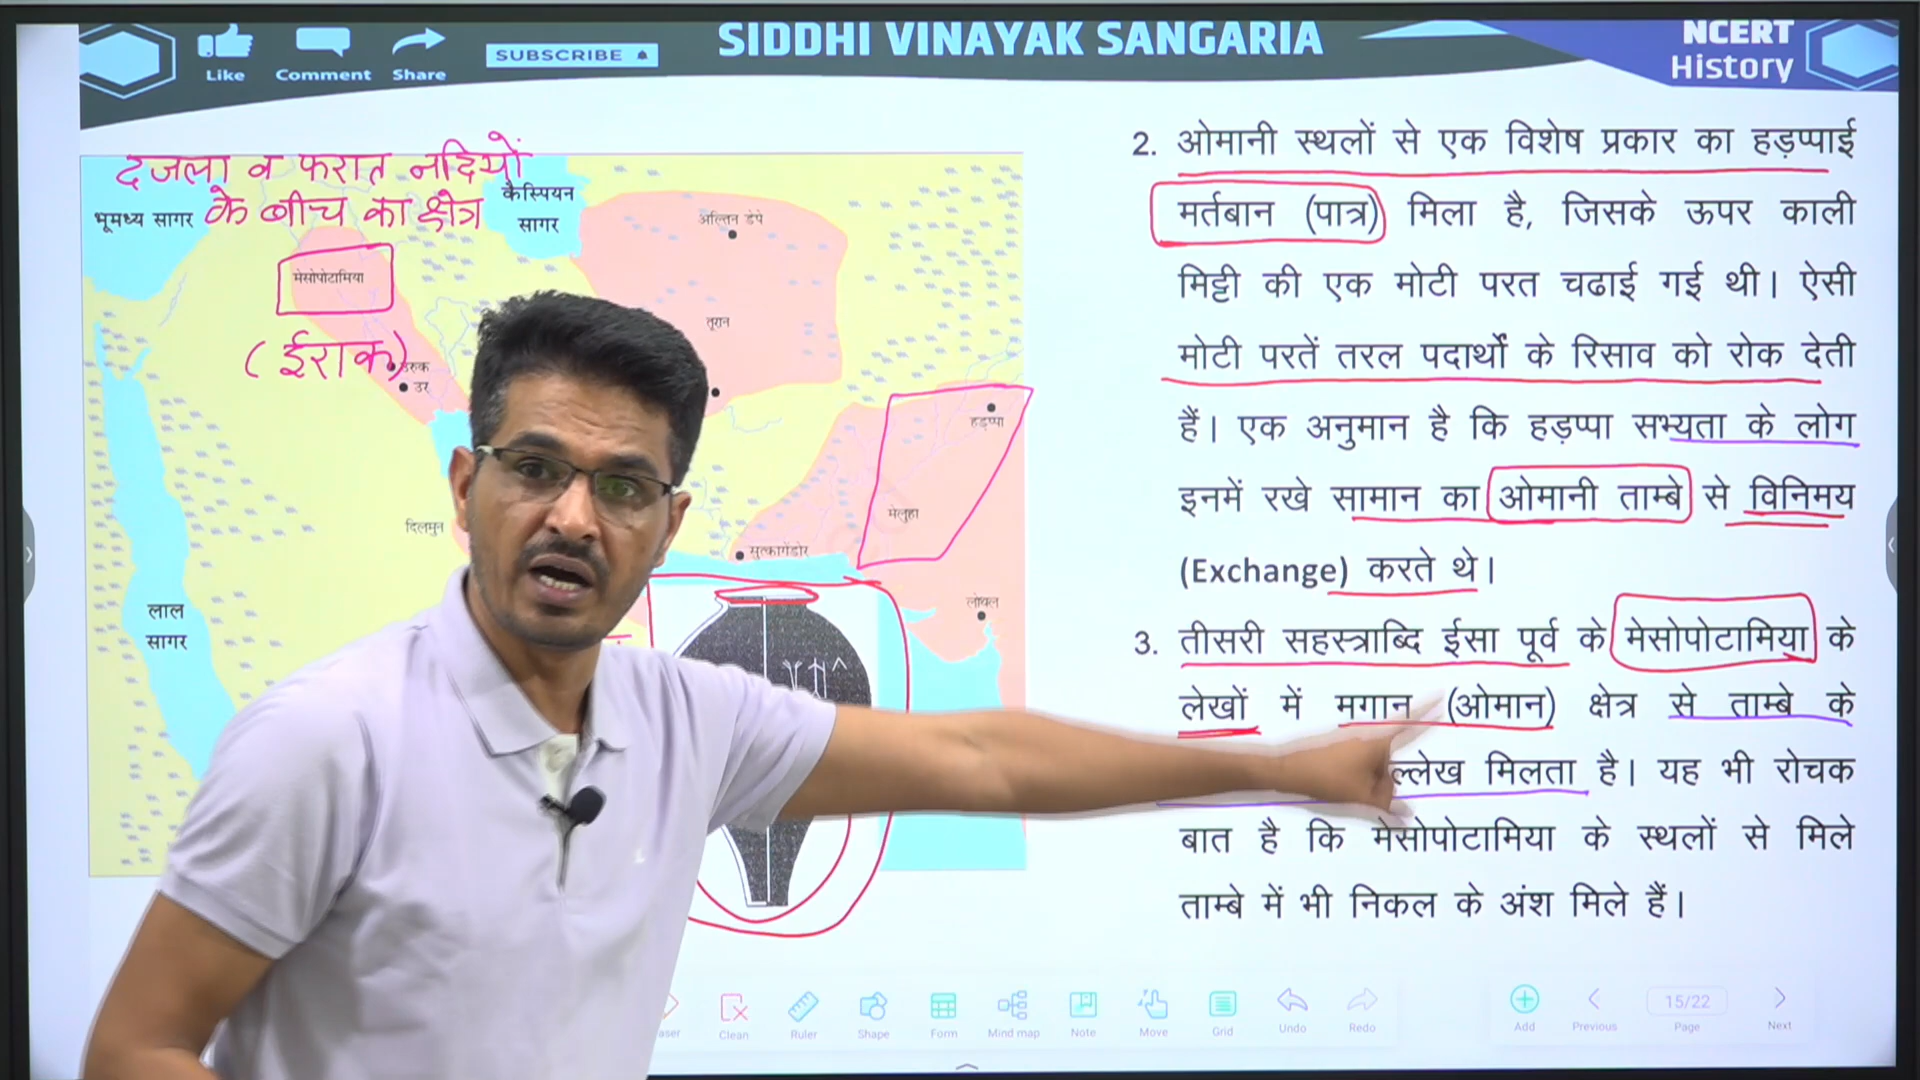 SIDDHI VINAYAK SANGARIA
NCERT
History
Like
Comment
Share
SUBSCRIBE
दजला व फरात नदियों
के बीच का क्षेत्र
भूमध्य सागर
कैस्पियन
सागर
अल्तिन डेपे
मेसोपोटामिया
तूरान
(ईराक)
उरुक
उर
हड़प्पा
मेलुहा
दिलमुन
सुत्कागेंडोर
लोथल
लाल
सागर
2. ओमानी स्थलों से एक विशेष प्रकार का हड़प्पाई
मर्तबान (पात्र) मिला है, जिसके ऊपर काली
मिट्टी की एक मोटी परत चढाई गई थी। ऐसी
मोटी परतें तरल पदार्थों के रिसाव को रोक देती
हैं। एक अनुमान है कि हड़प्पा सभ्यता के लोग
इनमें रखे सामान का ओमानी ताम्बे से विनिमय
(Exchange) करते थे।
3. तीसरी सहस्त्राब्दि ईसा पूर्व के मेसोपोटामिया के
लेखों में मगान (ओमान) क्षेत्र से ताम्बे के
मिलता है। यह भी रोचक
बात है कि मेसोपोटामिया के स्थलों से मिले
ताम्बे में भी निकल के अंश मिले हैं।
Clean
Ruler
Shape
Form
Mind map
Note
Move
Grid
Undo
Redo
Add
Previous
15/22
Page
Next